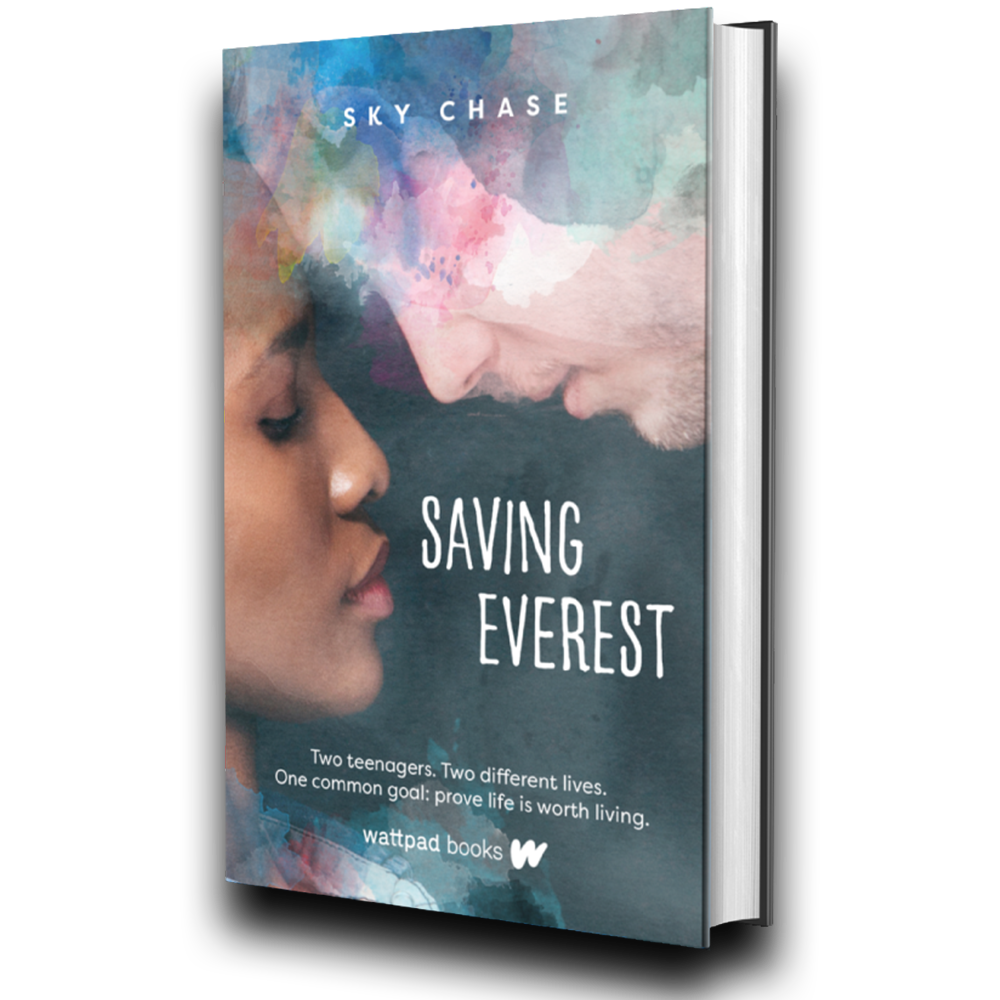 SKY CHASE
SAVING
EVEREST
Two teenagers. Two different lives.
One common goal: prove life is worth living.
wattpad books W